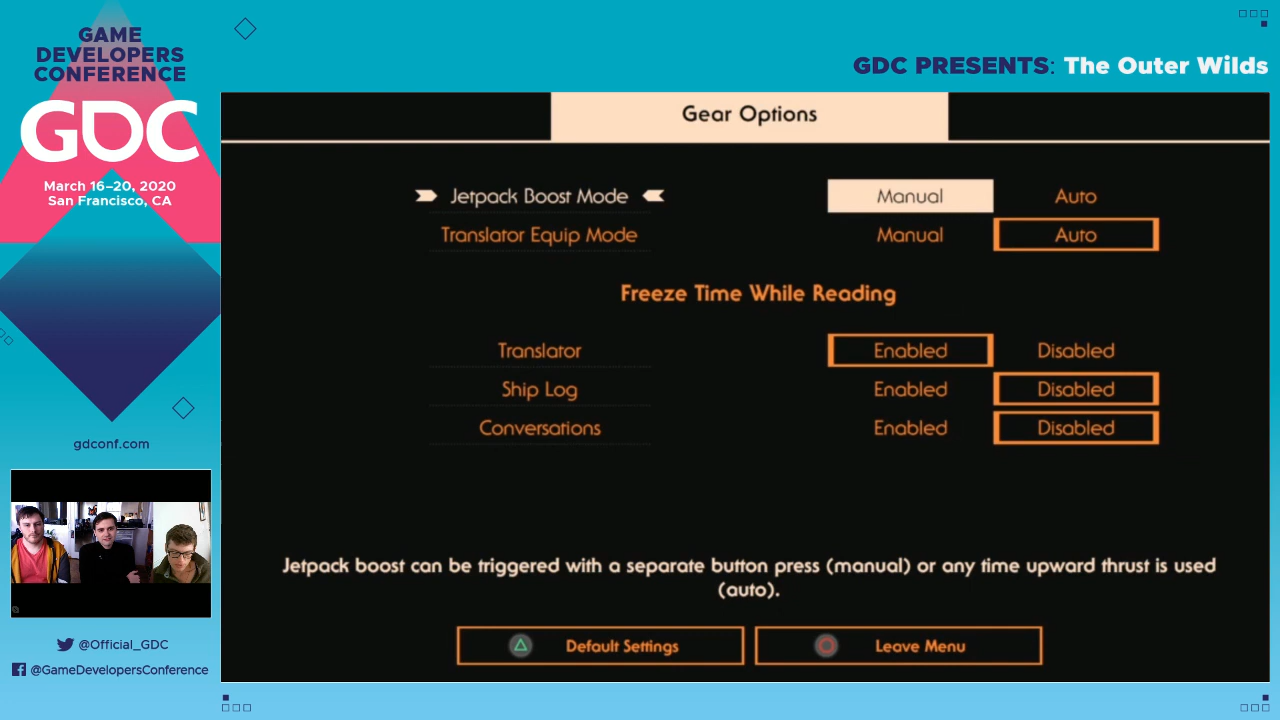 GAME
DEVELOPERS
CONFERENCE
GDC
March 16–20, 2020
San Francisco, CA
gdconf.com
@Official_GDC
@GameDevelopersConference
GDC PRESENTS: The Outer Wilds
Gear Options
Jetpack Boost Mode Manual Auto
Translator Equip Mode Manual Auto
Freeze Time While Reading
Translator Enabled Disabled
Ship Log Enabled Disabled
Conversations Enabled Disabled
Jetpack boost can be triggered with a separate button press (manual) or any time upward thrust is used
(auto).
Default Settings Leave Menu